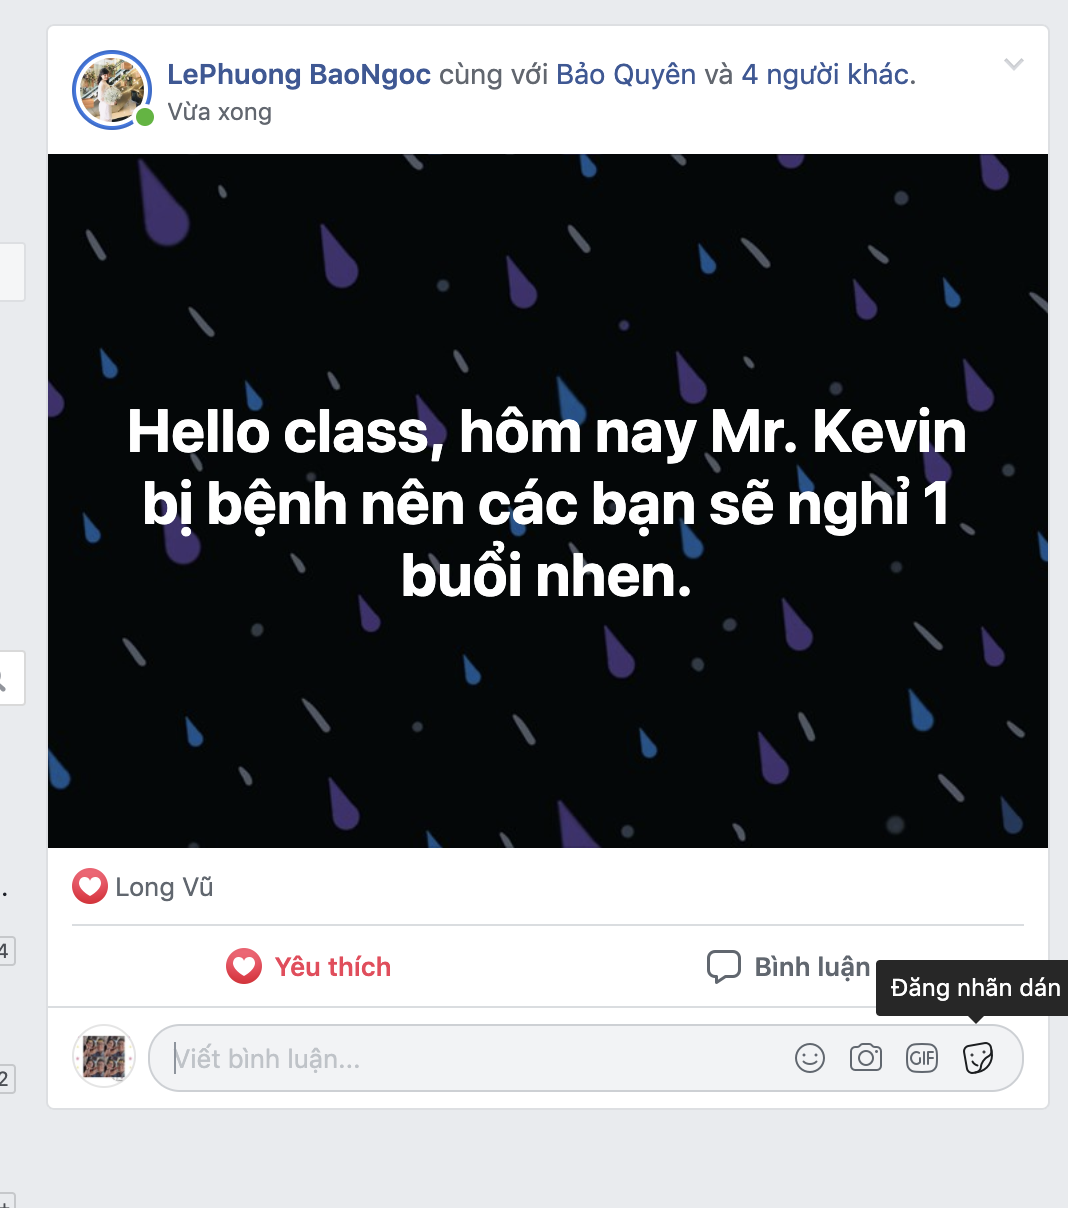 LePhuong BaoNgoc cùng với Bảo Quyên và 4 người khác.
Vừa xong
Hello class, hôm nay Mr. Kevin
bị bệnh nên các bạn sẽ nghỉ 1
buổi nhen.
Long Vũ
Yêu thích
Bình luận
Đăng nhãn dán
Viết bình luận...
GIF
4
2